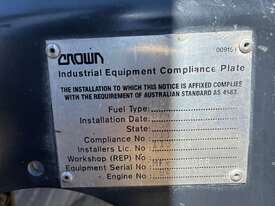 CROWN
009151
Industrial Equipment Compliance Plate
THE INSTALLATION TO WHICH THIS NOTICE IS AFFIXED COMPLIES
WITH THE REQUIREMENT OF AUSTRALIAN STANDARD AS 4983.
Fuel Type:
Installation Date:
State:
Compliance No:
Installers Lic. No:
Workshop (REP) No:
Equipment Serial No:
Engine No: